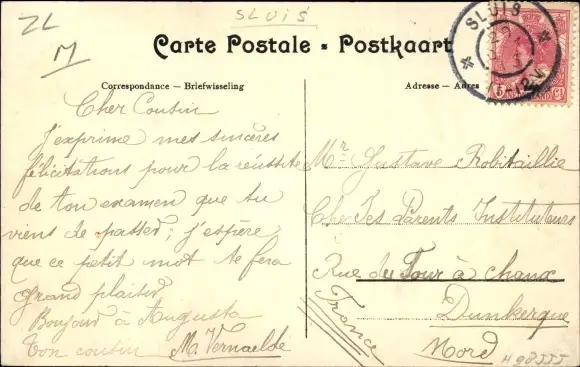 ZL
M
SLUIS
Carte Postale - Postkaart
SLUIS
Correspondance — Briefwisseling
Adresse — Adres
Cher Cousin
J'exprime mes sincères
félicitations pour la réussite
de ton examen que tu
viens de passer; j'espère
que ce petit mot te fera
Grand plaisir
Bonjour à Augusta
Ton cousin M. Vernaelde
Mr Gustave Robitaillie
Cher Ses Parents Instituteurs
Rue du Four à chaux
Dunkerque
France
Nord
H98555